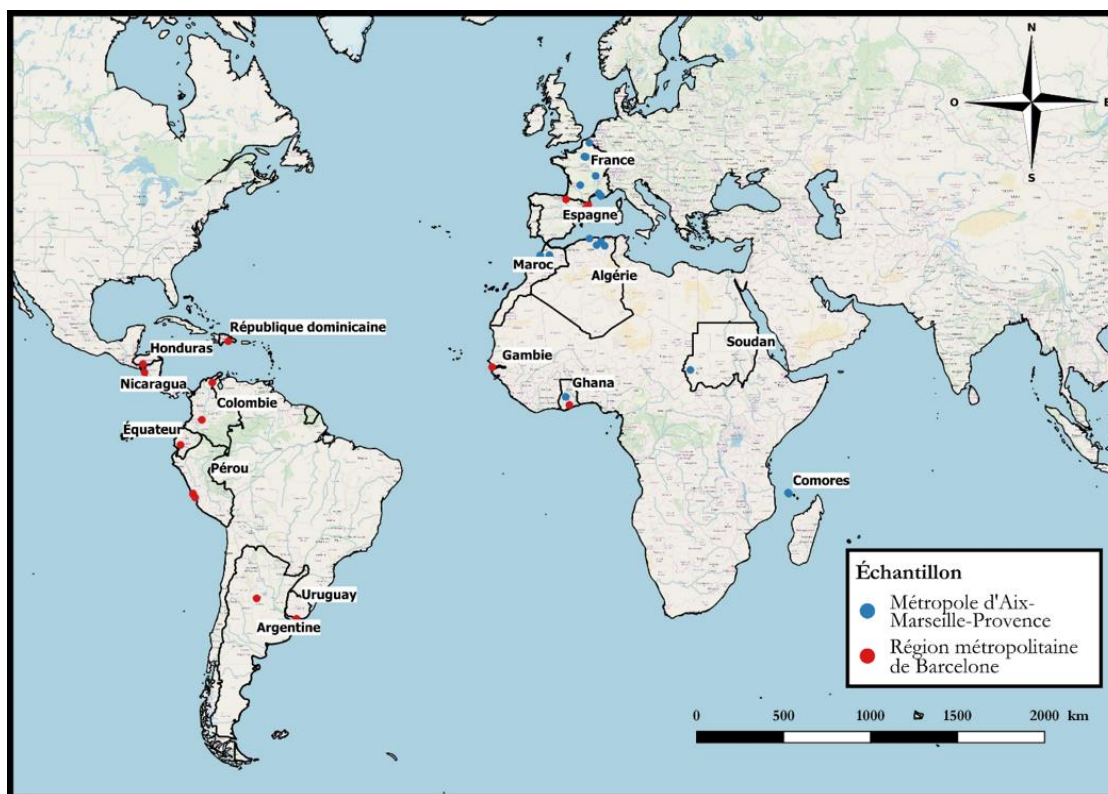 N
O
E
S
France
Espagne
Maroc
Algérie
République dominicaine
Honduras
Soudan
Gambie
Nicaragua
Ghana
Colombie
Équateur
Pérou
Comores
Uruguay
Argentine
Échantillon
Métropole d'Aix-
Marseille-Provence
Région métropolitaine
de Barcelone
0 500 1000 1500 2000 km